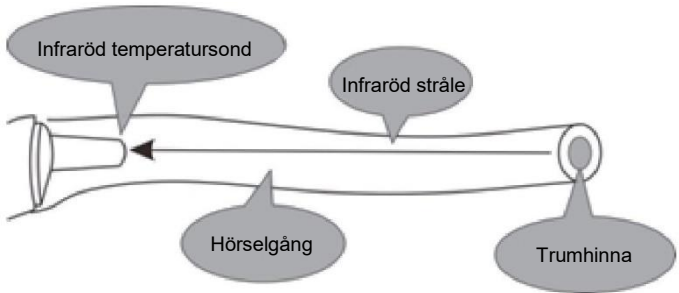 Infraröd temperatursond
Infraröd stråle
Hörselgång
Trumhinna